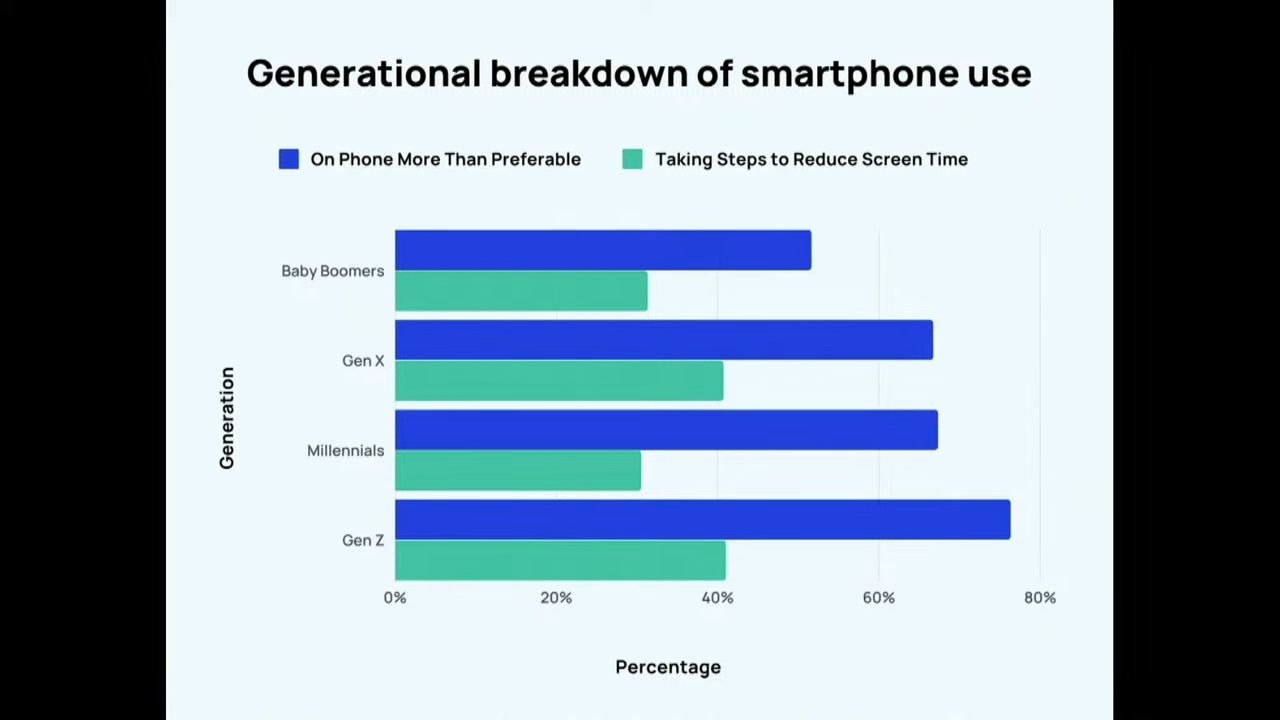 Generational breakdown of smartphone use
On Phone More Than Preferable
Taking Steps to Reduce Screen Time
Generation
Baby Boomers
Gen X
Millennials
Gen Z
0%
20%
40%
60%
80%
Percentage